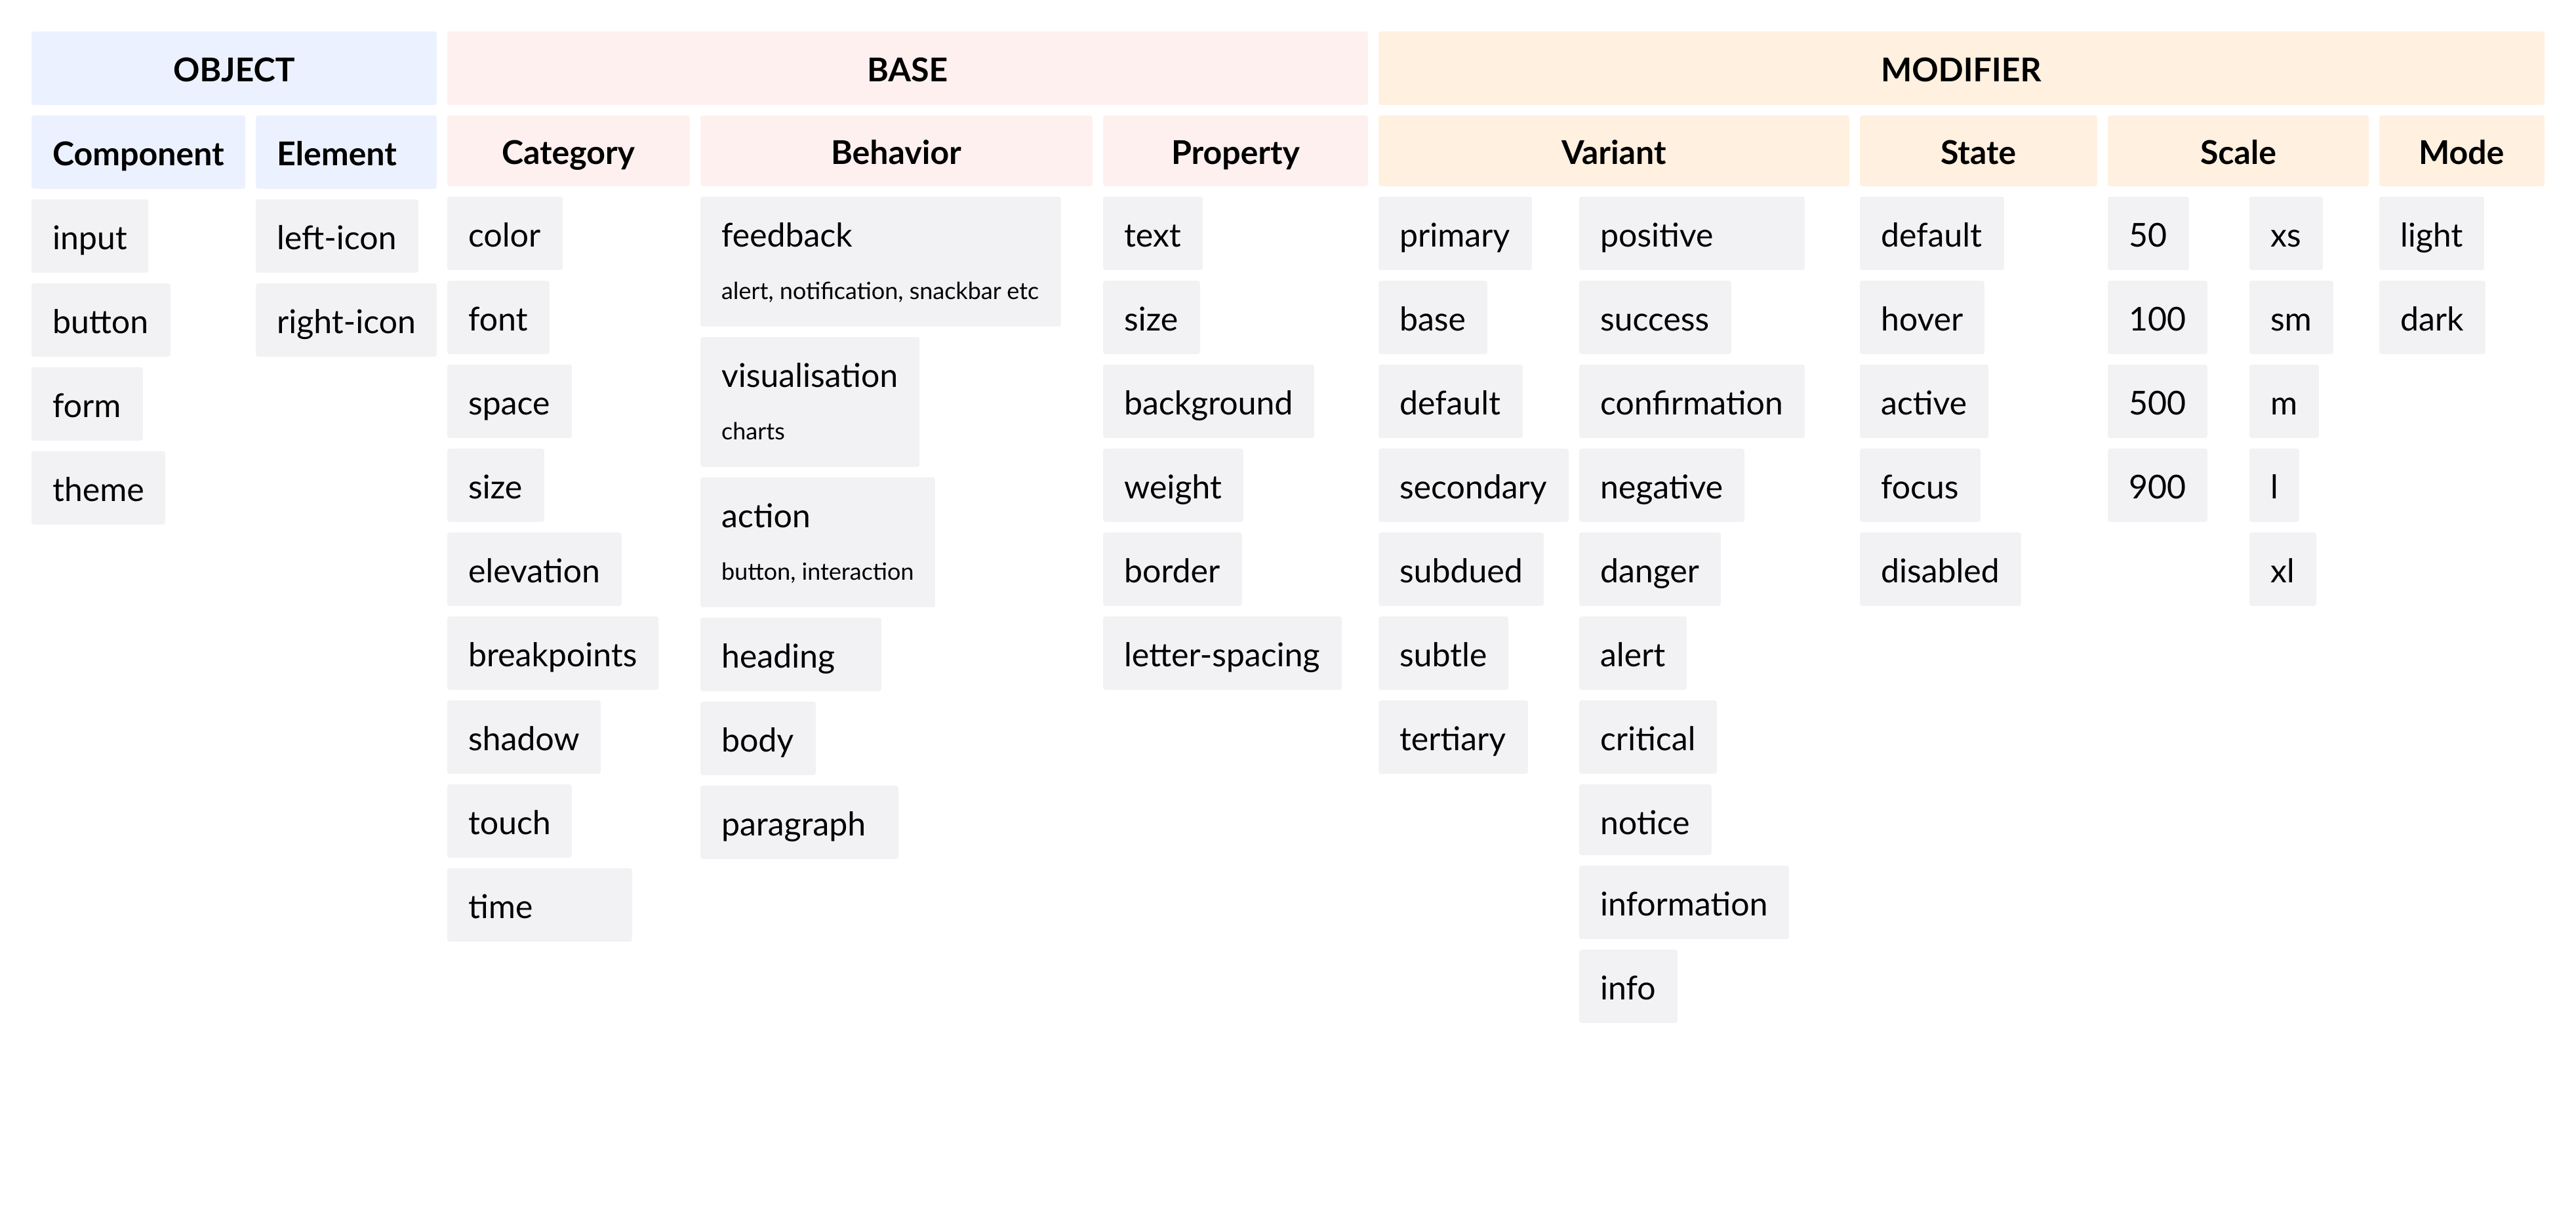 OBJECT
BASE
MODIFIER
Component
Element
Category
Behavior
Property
Variant
State
Scale
Mode
input
button
form
theme
left-icon
right-icon
color
font
space
size
elevation
breakpoints
shadow
touch
time
feedback
alert, notification, snackbar etc
visualisation
charts
action
button, interaction
heading
body
paragraph
text
size
background
weight
border
letter-spacing
primary
base
default
secondary
subdued
subtle
tertiary
positive
success
confirmation
negative
danger
alert
critical
notice
information
info
default
hover
active
focus
disabled
50
100
500
900
xs
sm
m
l
xl
light
dark